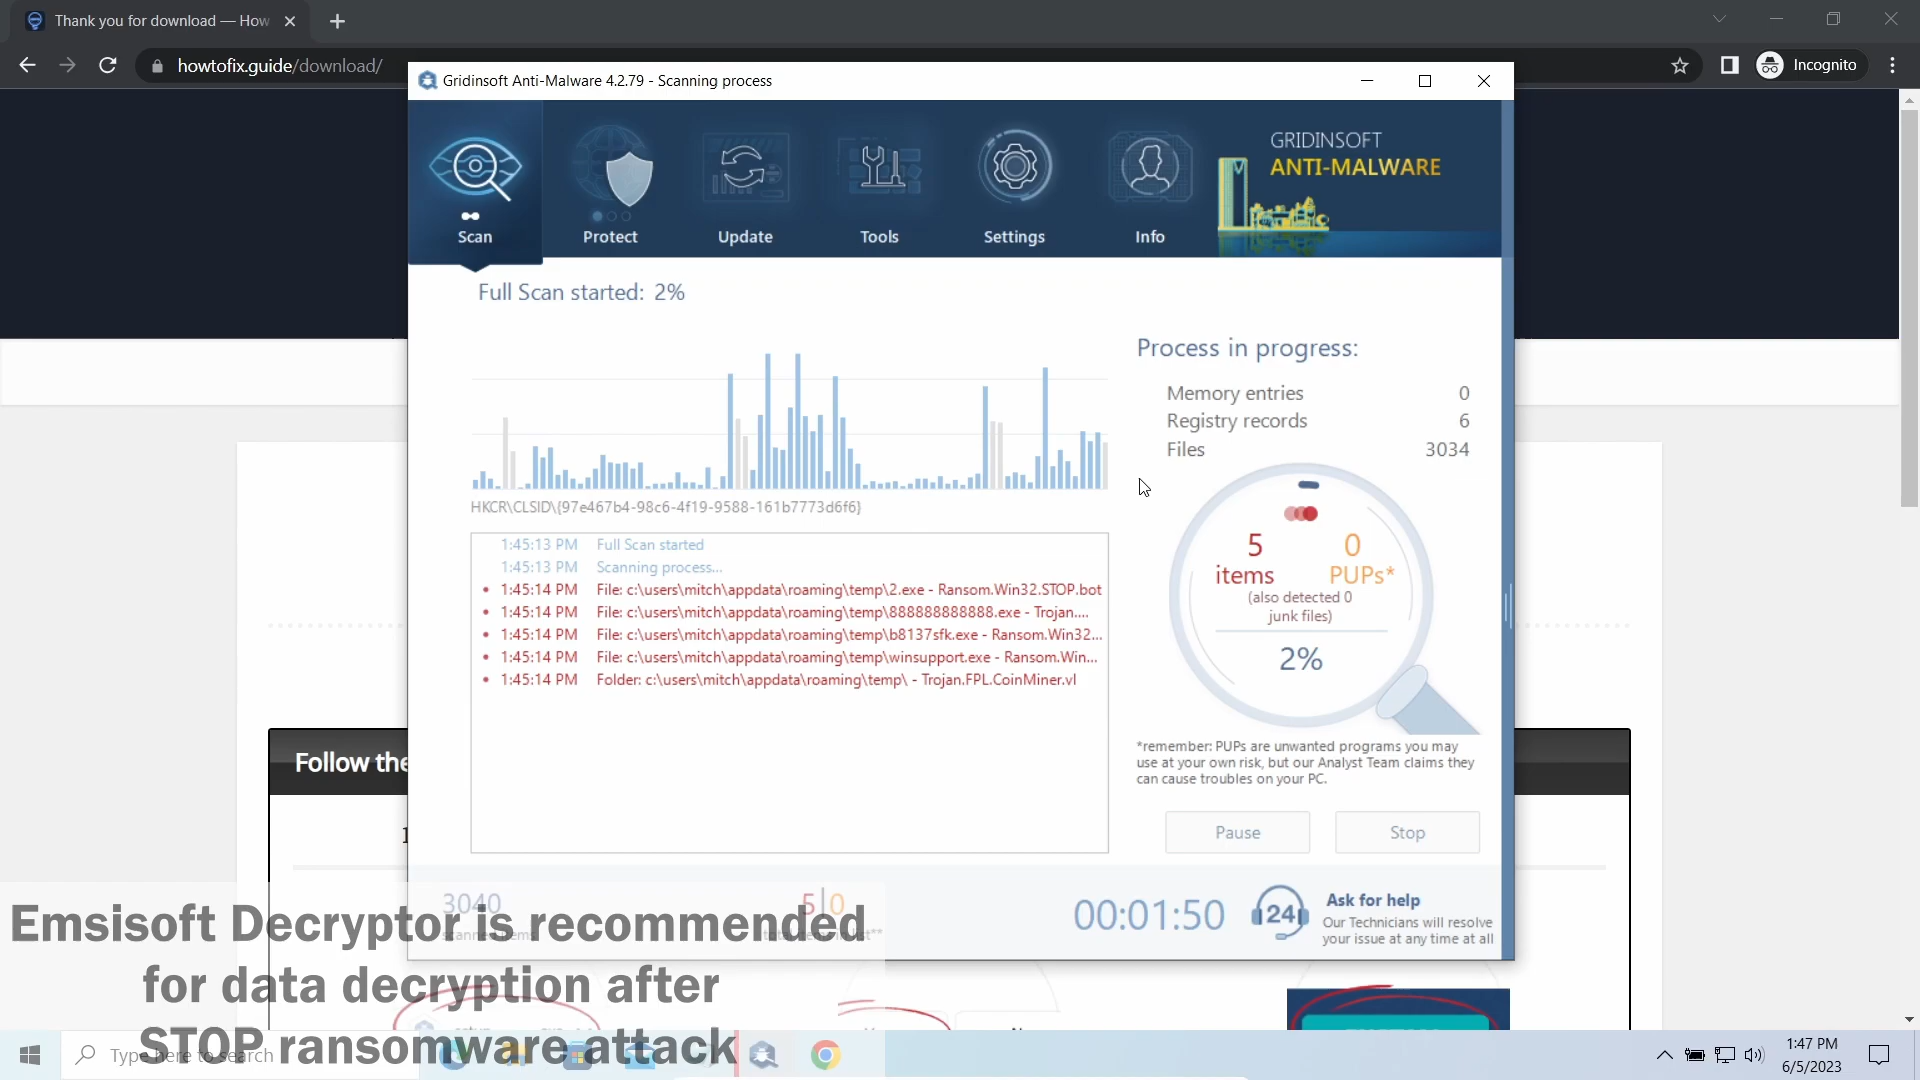 Thank you for download — How
howtofix.guide/download/
Incognito
Gridinsoft Anti-Malware 4.2.79 - Scanning process
GRIDINSOFT
ANTI-MALWARE
Scan
Protect
Update
Tools
Settings
Info
Full Scan started: 2%
Process in progress:
Memory entries 0
Registry records 6
Files 3034
HKCR\CLSID\{97e467b4-98c6-4f19-9588-161b7773d6f6}
1:45:13 PM Full Scan started
1:45:13 PM Scanning process...
1:45:14 PM File: c:\users\mitch\appdata\roaming\temp\2.exe - Ransom.Win32.STOP.bot
1:45:14 PM File: c:\users\mitch\appdata\roaming\temp\888888888888.exe - Trojan....
1:45:14 PM File: c:\users\mitch\appdata\roaming\temp\b8137sfk.exe - Ransom.Win32...
1:45:14 PM File: c:\users\mitch\appdata\roaming\temp\winsupport.exe - Ransom.Win...
1:45:14 PM Folder: c:\users\mitch\appdata\roaming\temp\ - Trojan.FPL.CoinMiner.vl
5 0
items PUPs*
(also detected 0
junk files)
2%
*remember: PUPs are unwanted programs you may
use at your own risk, but our Analyst Team claims they
can cause troubles on your PC.
Pause
Stop
Follow the
3040
scanned items
5|0
00:01:50
24
Ask for help
Our Technicians will resolve
your issue at any time at all
Emsisoft Decryptor is recommended
for data decryption after
STOP ransomware attack
Type here to search
1:47 PM
6/5/2023